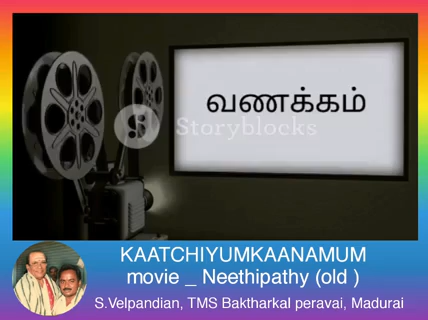 வணக்கம்
Storyblocks
KAATCHIYUMKAANAMUM
movie _ Neethipathy (old )
S.Velpandian, TMS Baktharkal peravai, Madurai